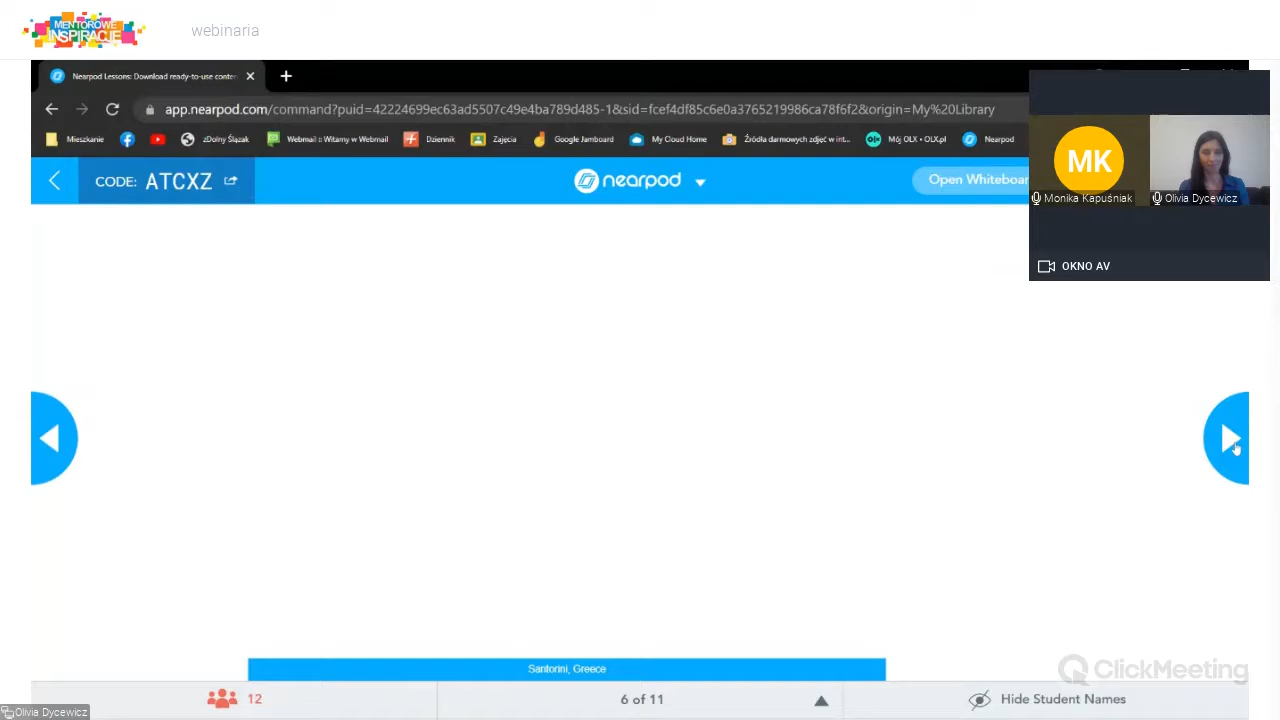 MENTOROWE
INSPIRACJE
webinaria
Nearpod Lessons: Download ready-to-use conten
app.nearpod.com/command?puid=42224699ec63ad5507c49e4ba789d485-1&sid=fcef4df85c6e0a3765219986ca78f6f2&origin=My%20Library
Mieszkanie
zDolny Ślązak
Webmail :: Witamy w Webmail
Dziennik
Zajęcia
Google Jamboard
My Cloud Home
Źródła darmowych zdjęć w int...
Mój OLX • OLX.pl
Nearpod
CODE: ATCXZ
nearpod
Open Whiteboar
MK
Monika Kapuśniak
Olivia Dycewicz
OKNO AV
Santorini, Greece
ClickMeeting
12
6 of 11
Hide Student Names
Olivia Dycewicz